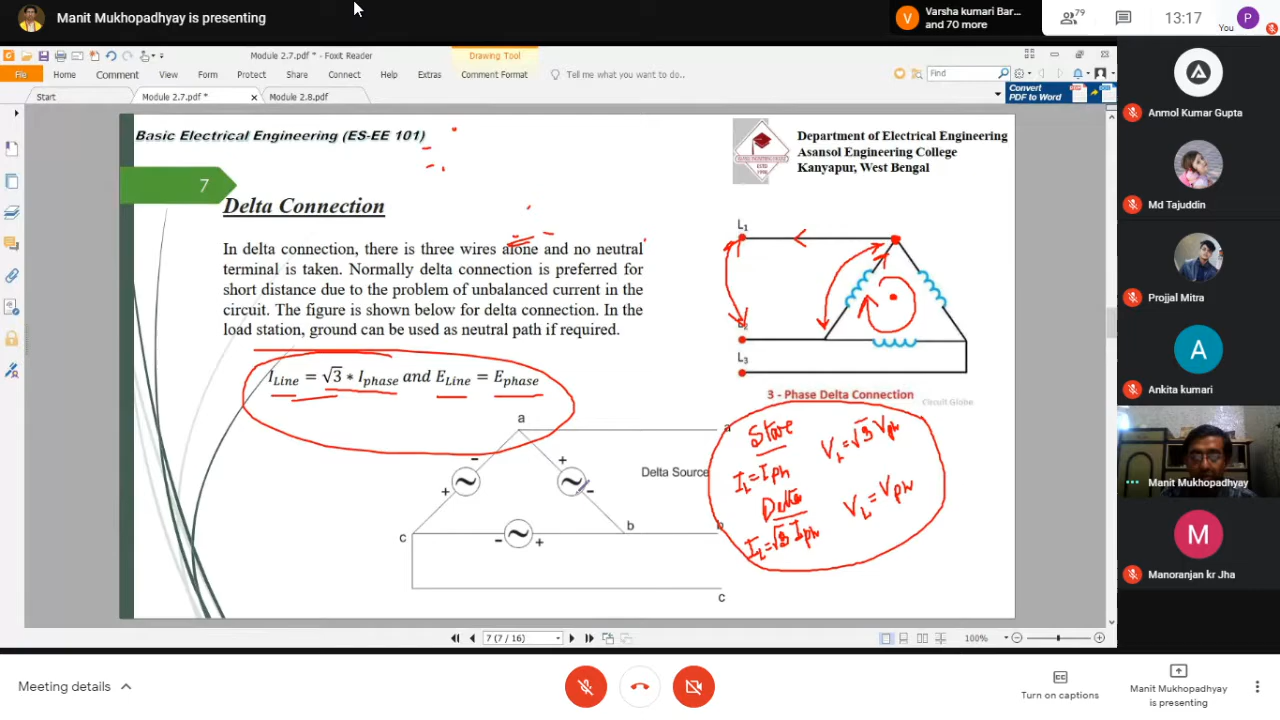 Manit Mukhopadhyay is presenting
Varsha kumari Bar...
and 70 more
V
79
13:17
You
P
Module 2.7.pdf * - Foxit Reader
Drawing Tool
File
Home
Comment
View
Form
Protect
Share
Connect
Help
Extras
Comment Format
Tell me what you want to do..
Find
Start
Module 2.7.pdf *
Module 2.8.pdf
Convert
PDF to Word
Basic Electrical Engineering (ES-EE 101)
Department of Electrical Engineering
Asansol Engineering College
Kanyapur, West Bengal
7
Delta Connection
In delta connection, there is three wires alone and no neutral
terminal is taken. Normally delta connection is preferred for
short distance due to the problem of unbalanced current in the
circuit. The figure is shown below for delta connection. In the
load station, ground can be used as neutral path if required.
I Line = √3 * I phase and E Line = E phase
L1
L2
L3
3 - Phase Delta Connection
Circuit Globe
a
a
+
-
+
-
-
+
c
b
b
c
Delta Source
Star
IL = Iph
VL = √3 Vph
Delta
IL = √3 Iph
VL = Vph
7 (7 / 16)
100%
Anmol Kumar Gupta
Md Tajuddin
Projjal Mitra
A
Ankita kumari
Manit Mukhopadhyay
M
Manoranjan kr Jha
Meeting details
Turn on captions
Manit Mukhopadhyay
is presenting